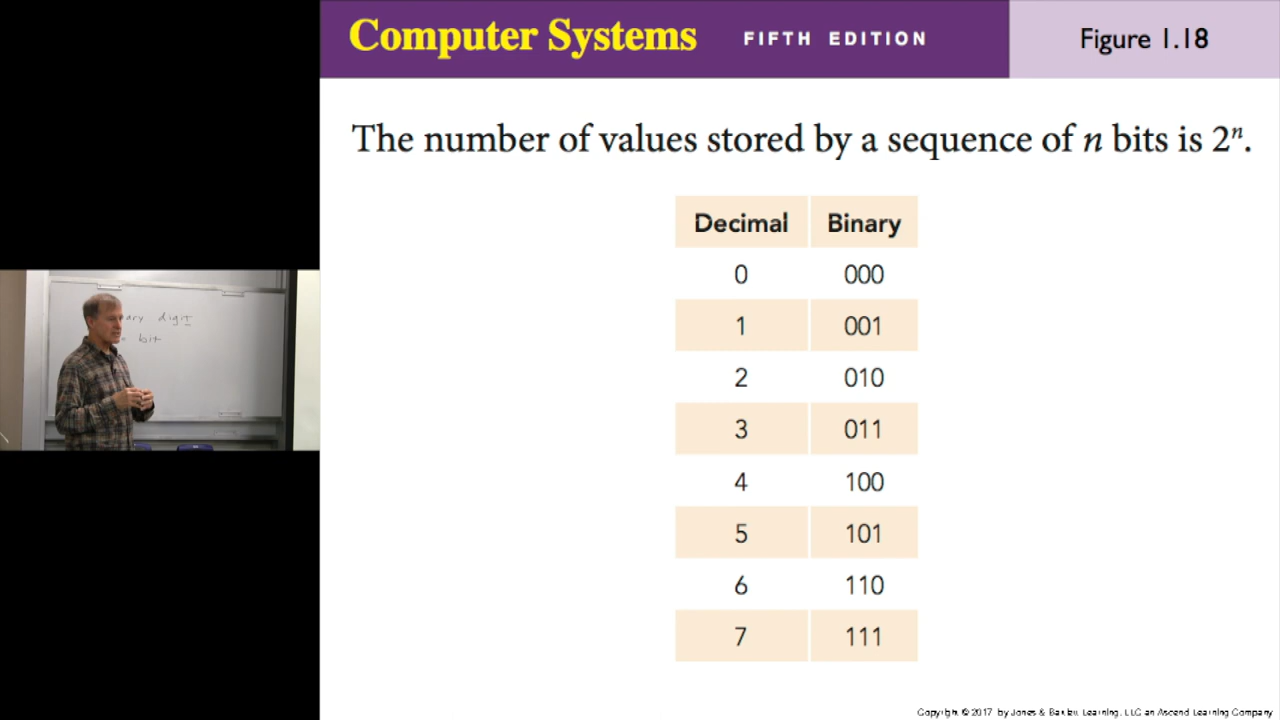 Computer Systems FIFTH EDITION Figure 1.18
The number of values stored by a sequence of n bits is 2ⁿ.
Decimal Binary
0 000
1 001
2 010
3 011
4 100
5 101
6 110
7 111
digit
bit
Copyright © 2017 by Jones & Bartlett Learning, LLC an Ascend Learning Company